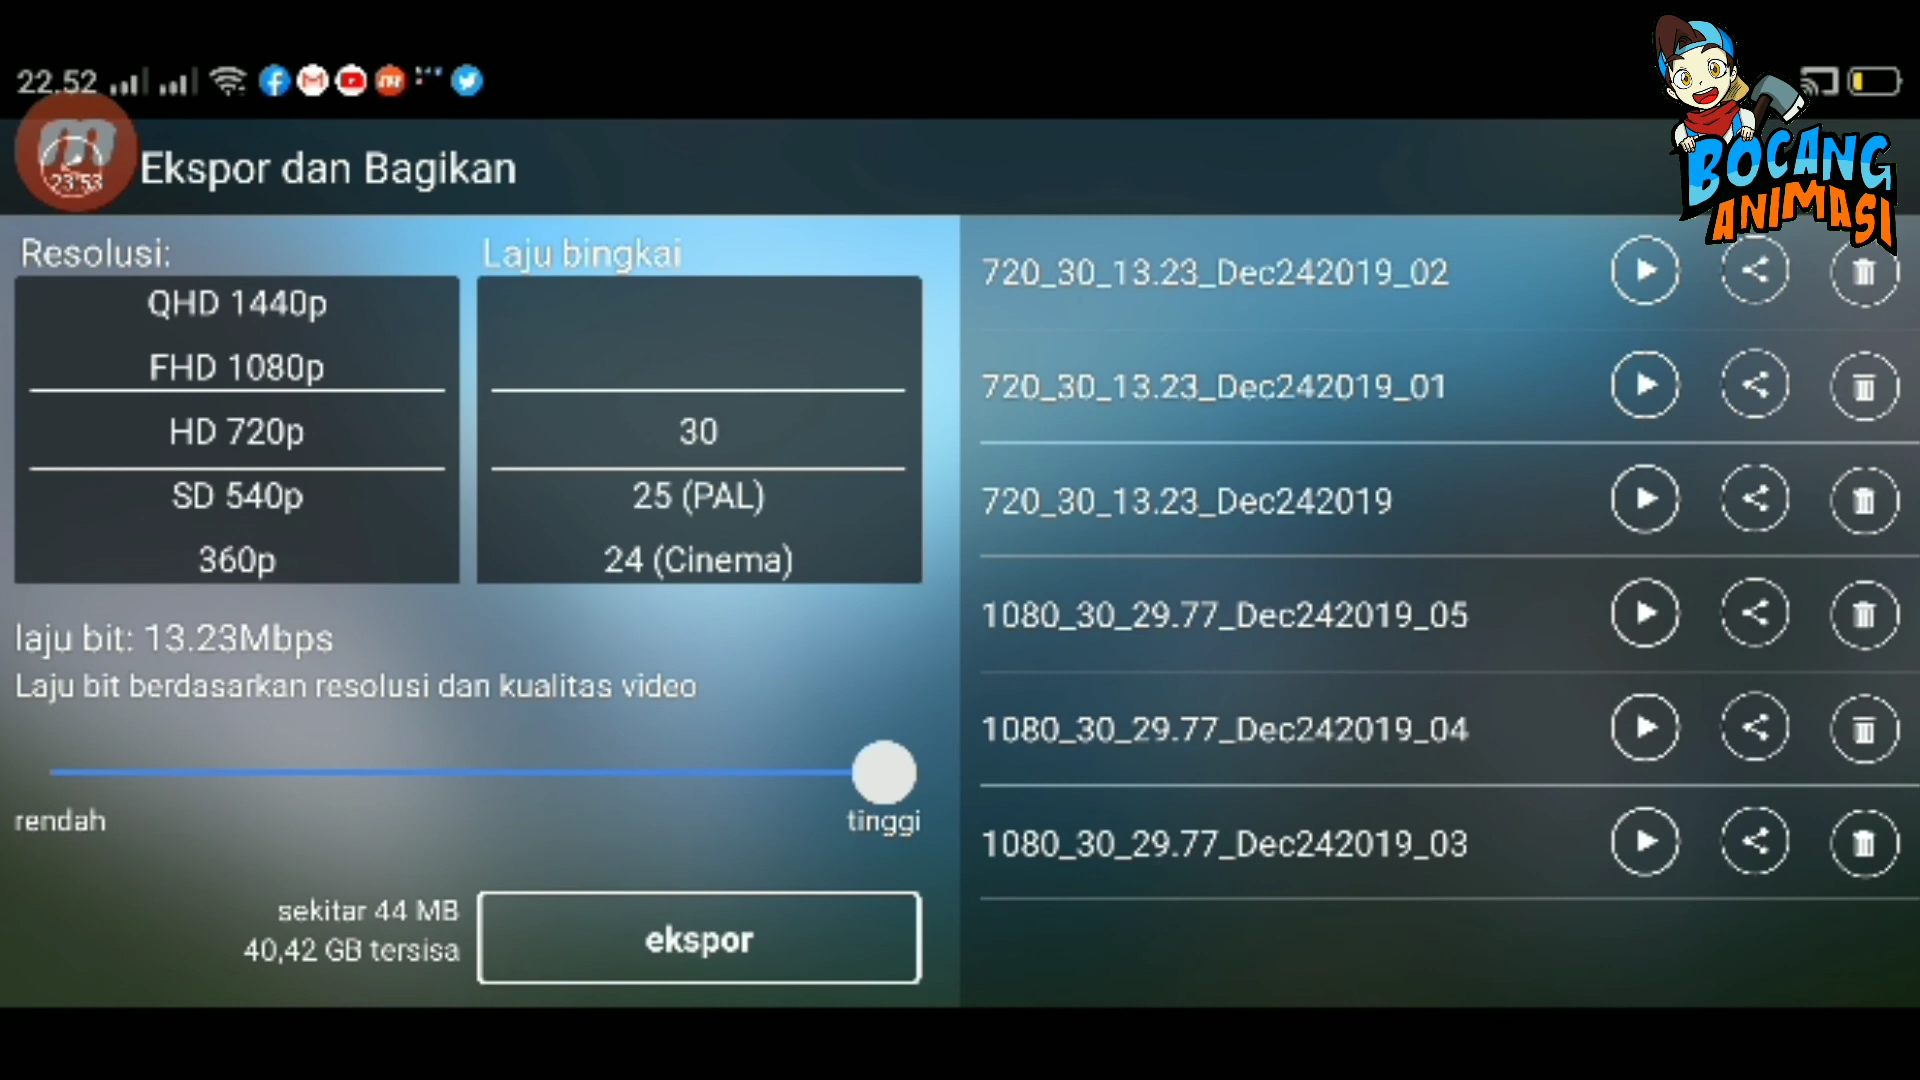 22.52
23:53
Ekspor dan Bagikan
BOCANG
ANIMASI
Resolusi:
QHD 1440p
FHD 1080p
HD 720p
SD 540p
360p
Laju bingkai
30
25 (PAL)
24 (Cinema)
laju bit: 13.23Mbps
Laju bit berdasarkan resolusi dan kualitas video
rendah
tinggi
sekitar 44 MB
40,42 GB tersisa
ekspor
720_30_13.23_Dec242019_02
720_30_13.23_Dec242019_01
720_30_13.23_Dec242019
1080_30_29.77_Dec242019_05
1080_30_29.77_Dec242019_04
1080_30_29.77_Dec242019_03